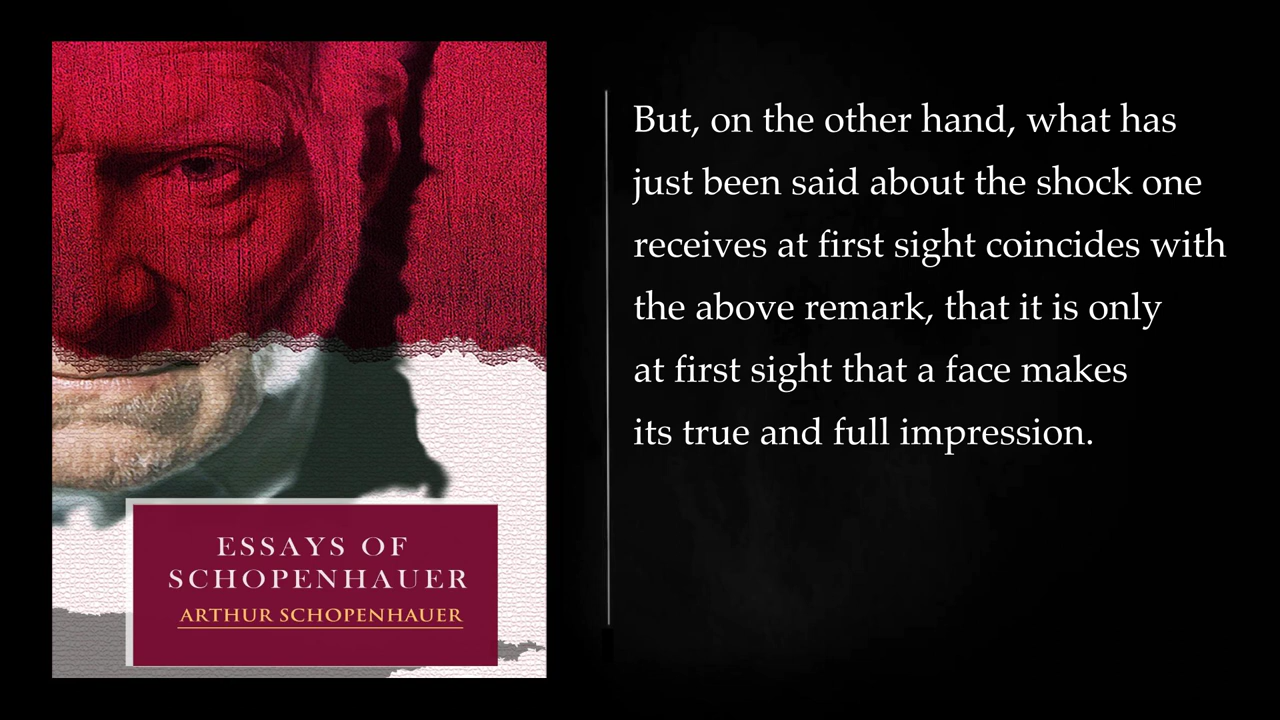 ESSAYS OF
SCHOPENHAUER
ARTHUR SCHOPENHAUER
But, on the other hand, what has
just been said about the shock one
receives at first sight coincides with
the above remark, that it is only
at first sight that a face makes
its true and full impression.